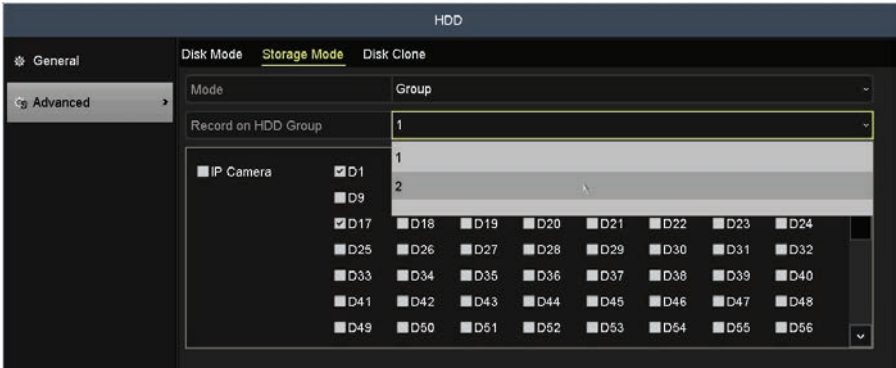 HDD
General
Advanced
Disk Mode Storage Mode Disk Clone
Mode Group
Record on HDD Group 1
1
2
IP Camera D1
D9
D17 D18 D19 D20 D21 D22 D23 D24
D25 D26 D27 D28 D29 D30 D31 D32
D33 D34 D35 D36 D37 D38 D39 D40
D41 D42 D43 D44 D45 D46 D47 D48
D49 D50 D51 D52 D53 D54 D55 D56